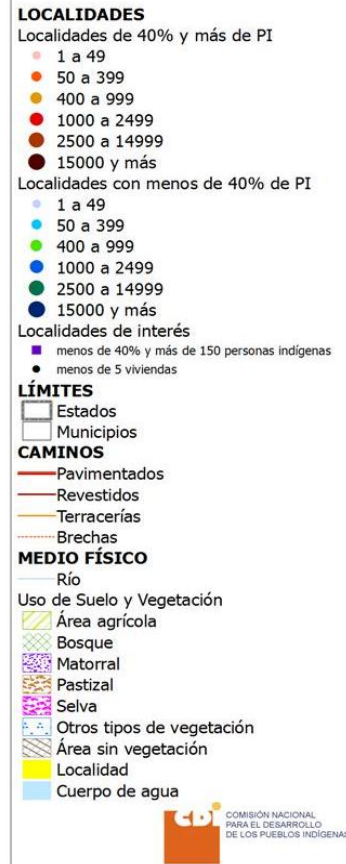 LOCALIDADES
Localidades de 40% y más de PI
1 a 49
50 a 399
400 a 999
1000 a 2499
2500 a 14999
15000 y más
Localidades con menos de 40% de PI
1 a 49
50 a 399
400 a 999
1000 a 2499
2500 a 14999
15000 y más
Localidades de interés
menos de 40% y más de 150 personas indígenas
menos de 5 viviendas
LÍMITES
Estados
Municipios
CAMINOS
Pavimentados
Revestidos
Terracerías
Brechas
MEDIO FÍSICO
Río
Uso de Suelo y Vegetación
Área agrícola
Bosque
Matorral
Pastizal
Selva
Otros tipos de vegetación
Área sin vegetación
Localidad
Cuerpo de agua
CDI
COMISIÓN NACIONAL
PARA EL DESARROLLO
DE LOS PUEBLOS INDÍGENAS